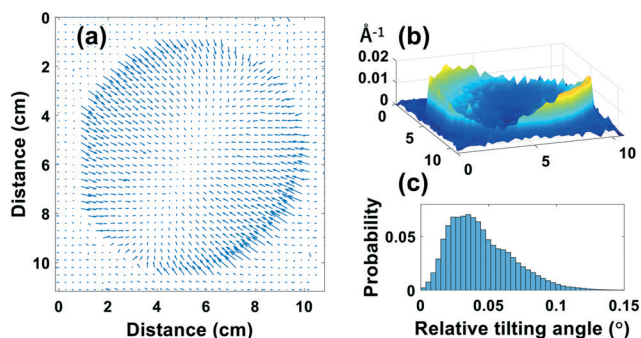 (a)
0
2
4
6
8
10
Distance (cm)
0 2 4 6 8 10
Distance (cm)
(b)
Å-1
0.02
0.01
0
0
5
10
0
5
10
(c)
Probability
0.05
0
0 0.05 0.1 0.15
Relative tilting angle (°)